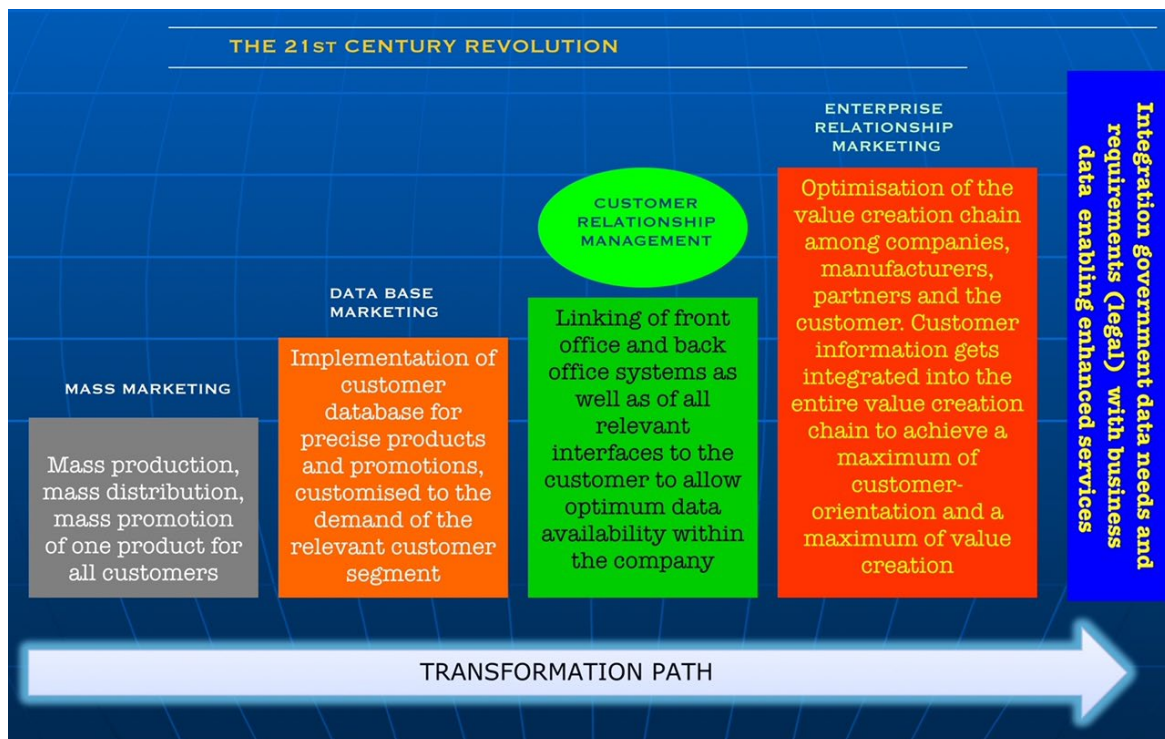 THE 21ST CENTURY REVOLUTION
MASS MARKETING
Mass production,
mass distribution,
mass promotion
of one product for
all customers
DATA BASE
MARKETING
Implementation of
customer
database for
precise products
and promotions,
customised to the
demand of the
relevant customer
segment
CUSTOMER
RELATIONSHIP
MANAGEMENT
Linking of front
office and back
office systems as
well as of all
relevant
interfaces to the
customer to allow
optimum data
availability within
the company
ENTERPRISE
RELATIONSHIP
MARKETING
Optimisation of the
value creation chain
among companies,
manufacturers,
partners and the
customer. Customer
information gets
integrated into the
entire value creation
chain to achieve a
maximum of
customer-
orientation and a
maximum of value
creation
Integration government data needs and
requirements (legal) with business
data enabling enhanced services
TRANSFORMATION PATH